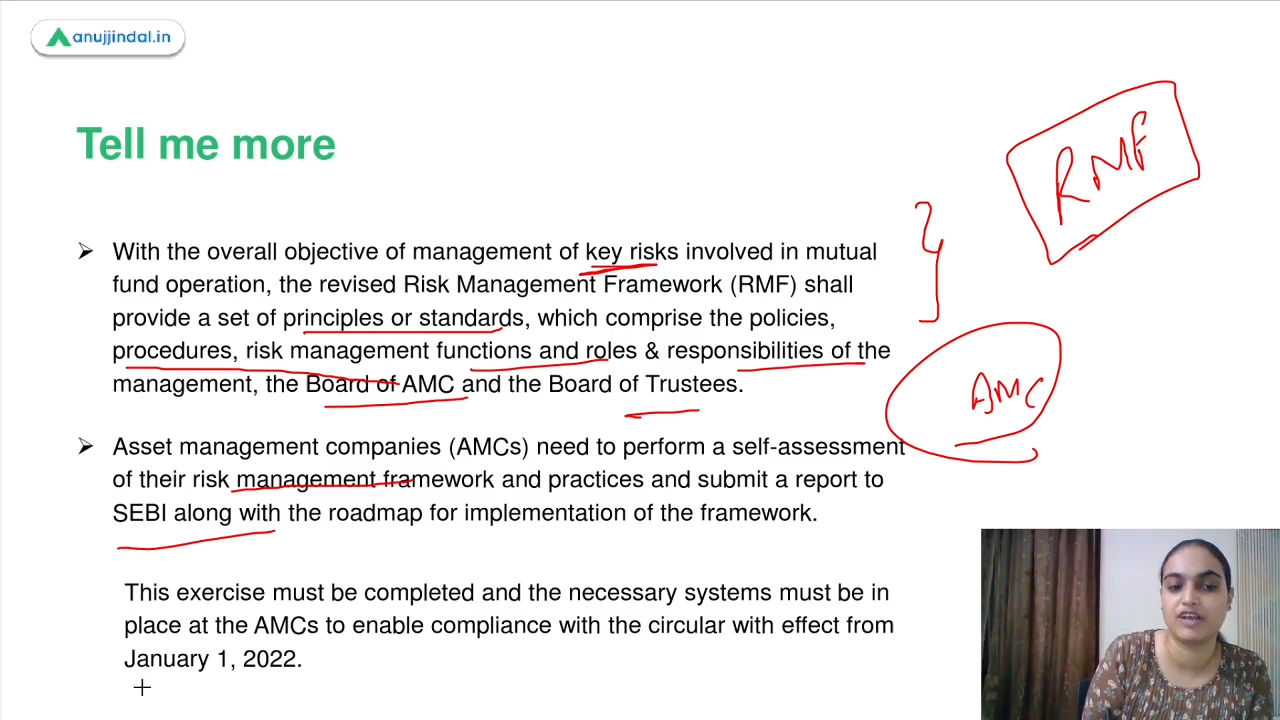 anujjindal.in
Tell me more
RMF
With the overall objective of management of key risks involved in mutual
fund operation, the revised Risk Management Framework (RMF) shall
provide a set of principles or standards, which comprise the policies,
procedures, risk management functions and roles & responsibilities of the
management, the Board of AMC and the Board of Trustees.
AMC
Asset management companies (AMCs) need to perform a self-assessment
of their risk management framework and practices and submit a report to
SEBI along with the roadmap for implementation of the framework.
This exercise must be completed and the necessary systems must be in
place at the AMCs to enable compliance with the circular with effect from
January 1, 2022.